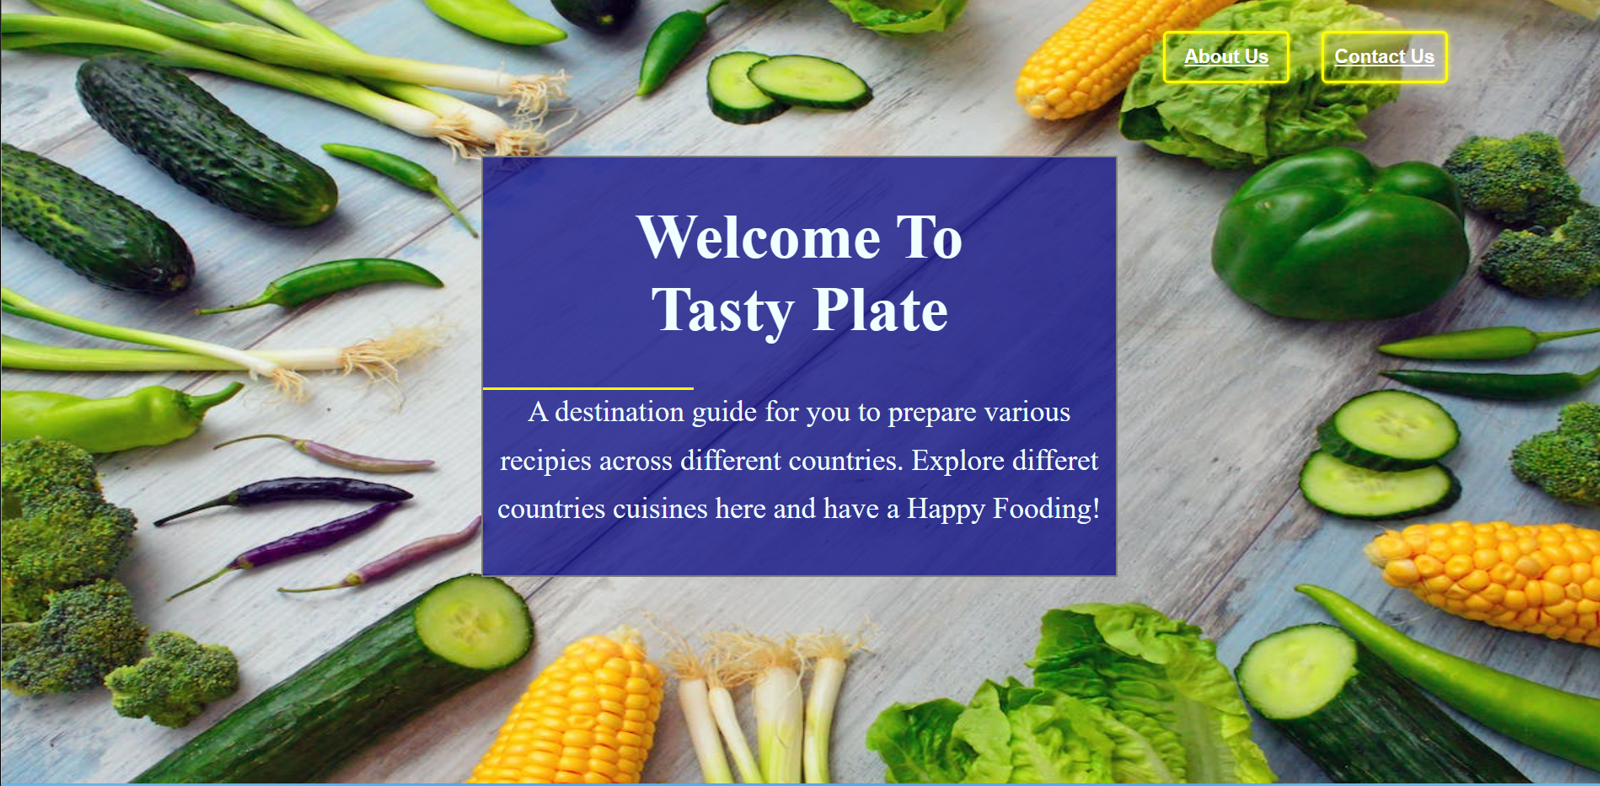 About Us
Contact Us
Welcome To
Tasty Plate
A destination guide for you to prepare various
recipies across different countries. Explore differet
countries cuisines here and have a Happy Fooding!